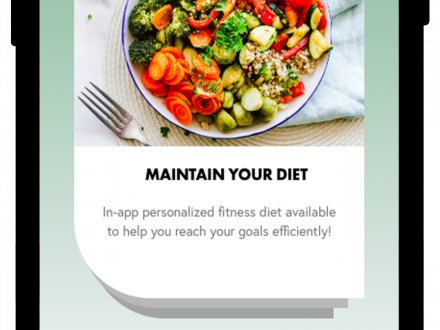 MAINTAIN YOUR DIET
In-app personalized fitness diet available
to help you reach your goals efficiently!